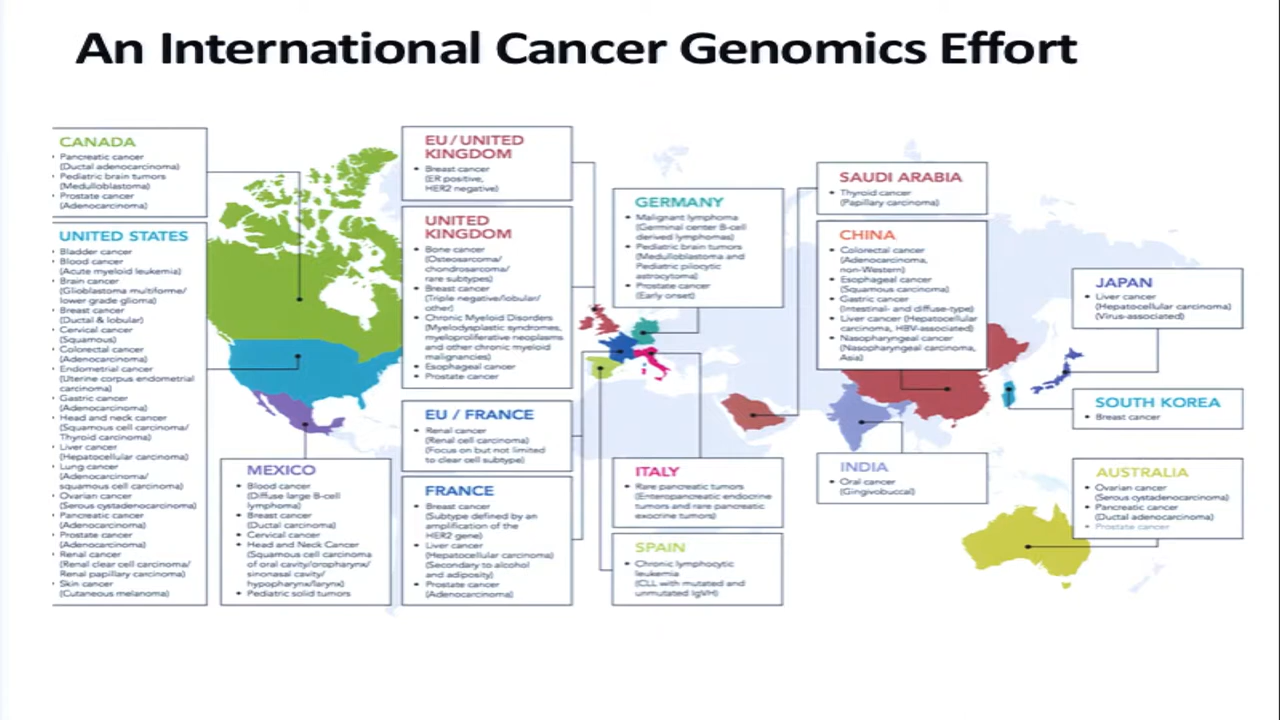 An International Cancer Genomics Effort
CANADA
Pancreatic cancer
(Ductal adenocarcinoma)
Pediatric brain tumors
(Medulloblastoma)
Prostate cancer
(Adenocarcinoma)
UNITED STATES
Bladder cancer
Blood cancer
(Acute myeloid leukemia)
Brain cancer
(Glioblastoma multiforme/
lower grade glioma)
Breast cancer
(Ductal & lobular)
Cervical cancer
(Squamous)
Colorectal cancer
(Adenocarcinoma)
Endometrial cancer
(Uterine corpus endometrial
carcinoma)
Gastric cancer
(Adenocarcinoma)
Head and neck cancer
(Squamous cell carcinoma/
Thyroid carcinoma)
Liver cancer
(Hepatocellular carcinoma)
Lung cancer
(Adenocarcinoma/
squamous cell carcinoma)
Ovarian cancer
(Serous cystadenocarcinoma)
Pancreatic cancer
(Adenocarcinoma)
Prostate cancer
(Adenocarcinoma)
Renal cancer
(Renal clear cell carcinoma/
Renal papillary carcinoma)
Skin cancer
(Cutaneous melanoma)
MEXICO
• Blood cancer
(Diffuse large B-cell
lymphoma)
• Breast cancer
(Ductal carcinoma)
• Cervical cancer
• Head and Neck Cancer
(Squamous cell carcinoma
of oral cavity/oropharynx/
sinonasal cavity/
hypopharynx/larynx)
• Pediatric solid tumors
EU / UNITED
KINGDOM
• Breast cancer
(ER positive,
HER2 negative)
UNITED
KINGDOM
• Bone cancer
(Osteosarcoma/
chondrosarcoma/
rare subtypes)
• Breast cancer
(Triple negative/lobular/
other)
• Chronic Myeloid Disorders
(Myelodysplastic syndromes,
myeloproliferative neoplasms
and other chronic myeloid
malignancies)
• Esophageal cancer
• Prostate cancer
EU / FRANCE
• Renal cancer
(Renal cell carcinoma)
(Focus on but not limited
to clear cell subtype)
FRANCE
• Breast cancer
(Subtype defined by an
amplification of the
HER2 gene)
• Liver cancer
(Hepatocellular carcinoma)
(Secondary to alcohol
and adiposity)
• Prostate cancer
(Adenocarcinoma)
GERMANY
• Malignant lymphoma
(Germinal center B-cell
derived lymphomas)
• Pediatric brain tumors
(Medulloblastoma and
Pediatric pilocytic
astrocytoma)
• Prostate cancer
(Early onset)
ITALY
• Rare pancreatic tumors
(Enteropancreatic endocrine
tumors and rare pancreatic
exocrine tumors)
SPAIN
• Chronic lymphocytic
leukemia
(CLL with mutated and
unmutated IgVH)
SAUDI ARABIA
• Thyroid cancer
(Papillary carcinoma)
CHINA
• Colorectal cancer
(Adenocarcinoma,
non-Western)
• Esophageal cancer
(Squamous carcinoma)
• Gastric cancer
(Intestinal- and diffuse-type)
• Liver cancer (Hepatocellular
carcinoma, HBV-associated)
• Nasopharyngeal cancer
(Nasopharyngeal carcinoma,
Asia)
INDIA
• Oral cancer
(Gingivobuccal)
JAPAN
• Liver cancer
(Hepatocellular carcinoma)
(Virus-associated)
SOUTH KOREA
• Breast cancer
AUSTRALIA
• Ovarian cancer
(Serous cystadenocarcinoma)
• Pancreatic cancer
(Ductal adenocarcinoma)
• Prostate cancer